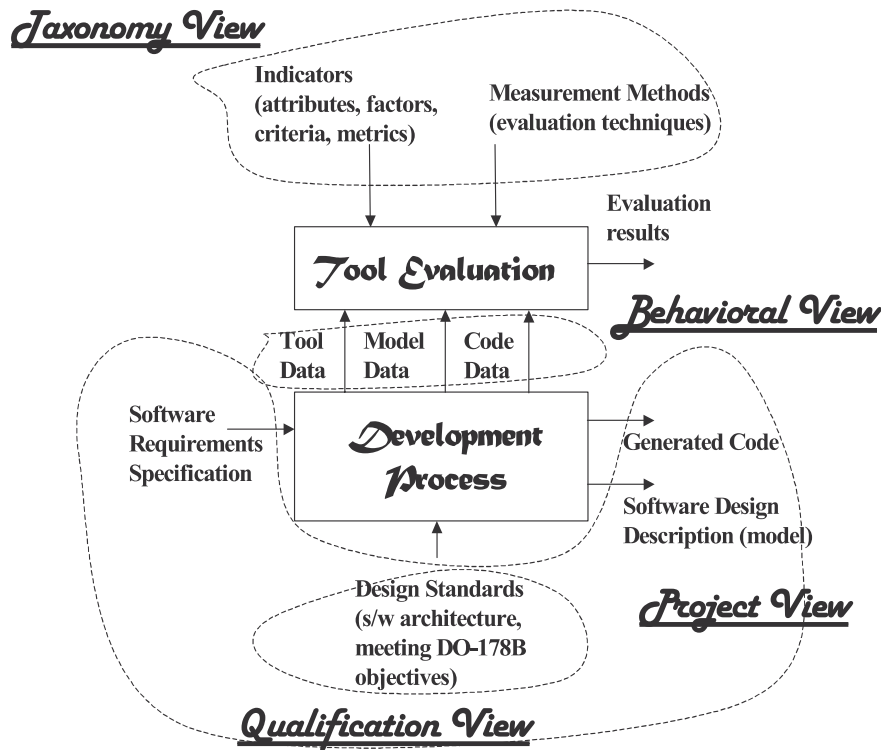 Taxonomy View
Indicators
(attributes, factors,
criteria, metrics)
Measurement Methods
(evaluation techniques)
Evaluation
results
Tool Evaluation
Behavioral View
Tool
Data
Model
Data
Code
Data
Software
Requirements
Specification
Development
Process
Generated Code
Software Design
Description (model)
Design Standards
(s/w architecture,
meeting DO-178B
objectives)
Project View
Qualification View